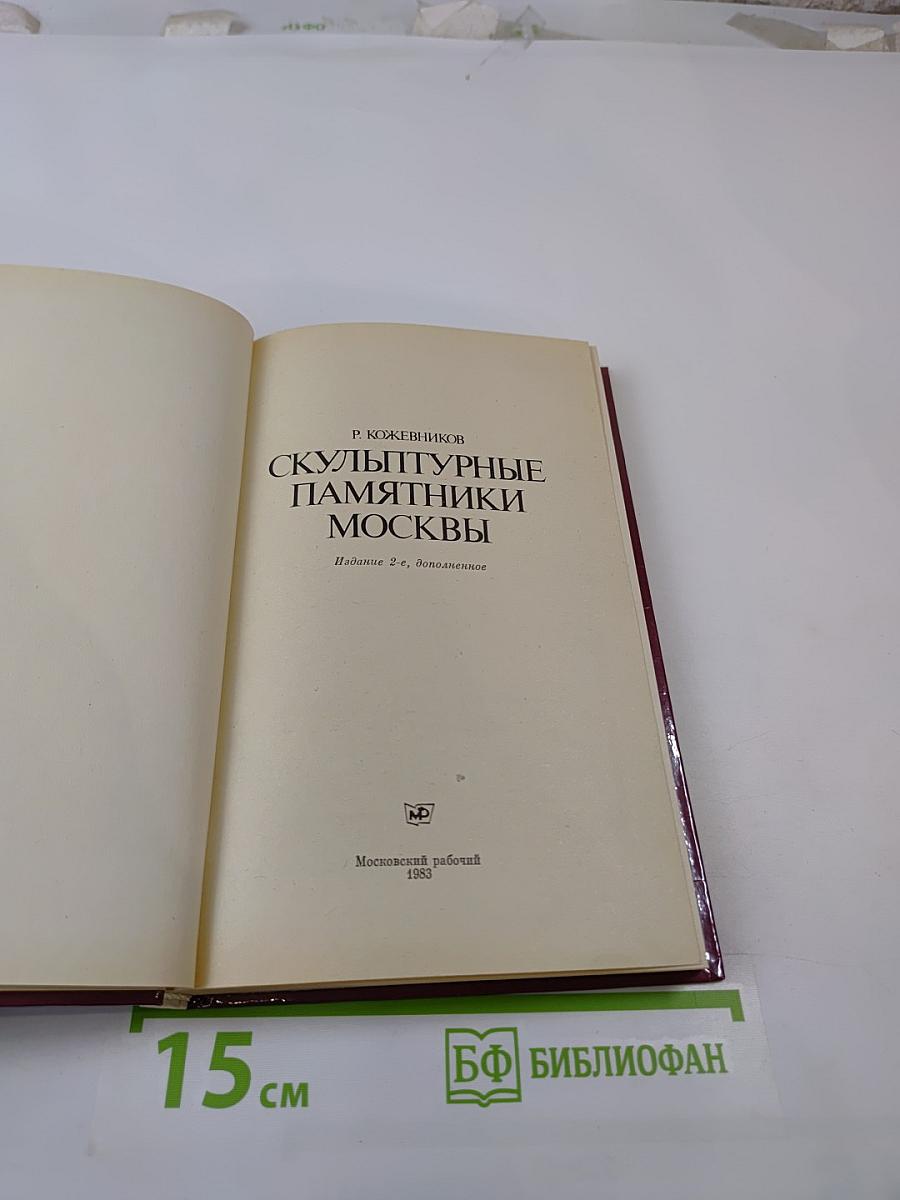 Р. КОЖЕВНИКОВ
СКУЛЬПТУРНЫЕ
ПАМЯТНИКИ
МОСКВЫ
Издание 2-е, дополненное
МР
Московский рабочий
1983
15 см
БФ БИБЛИОФАН